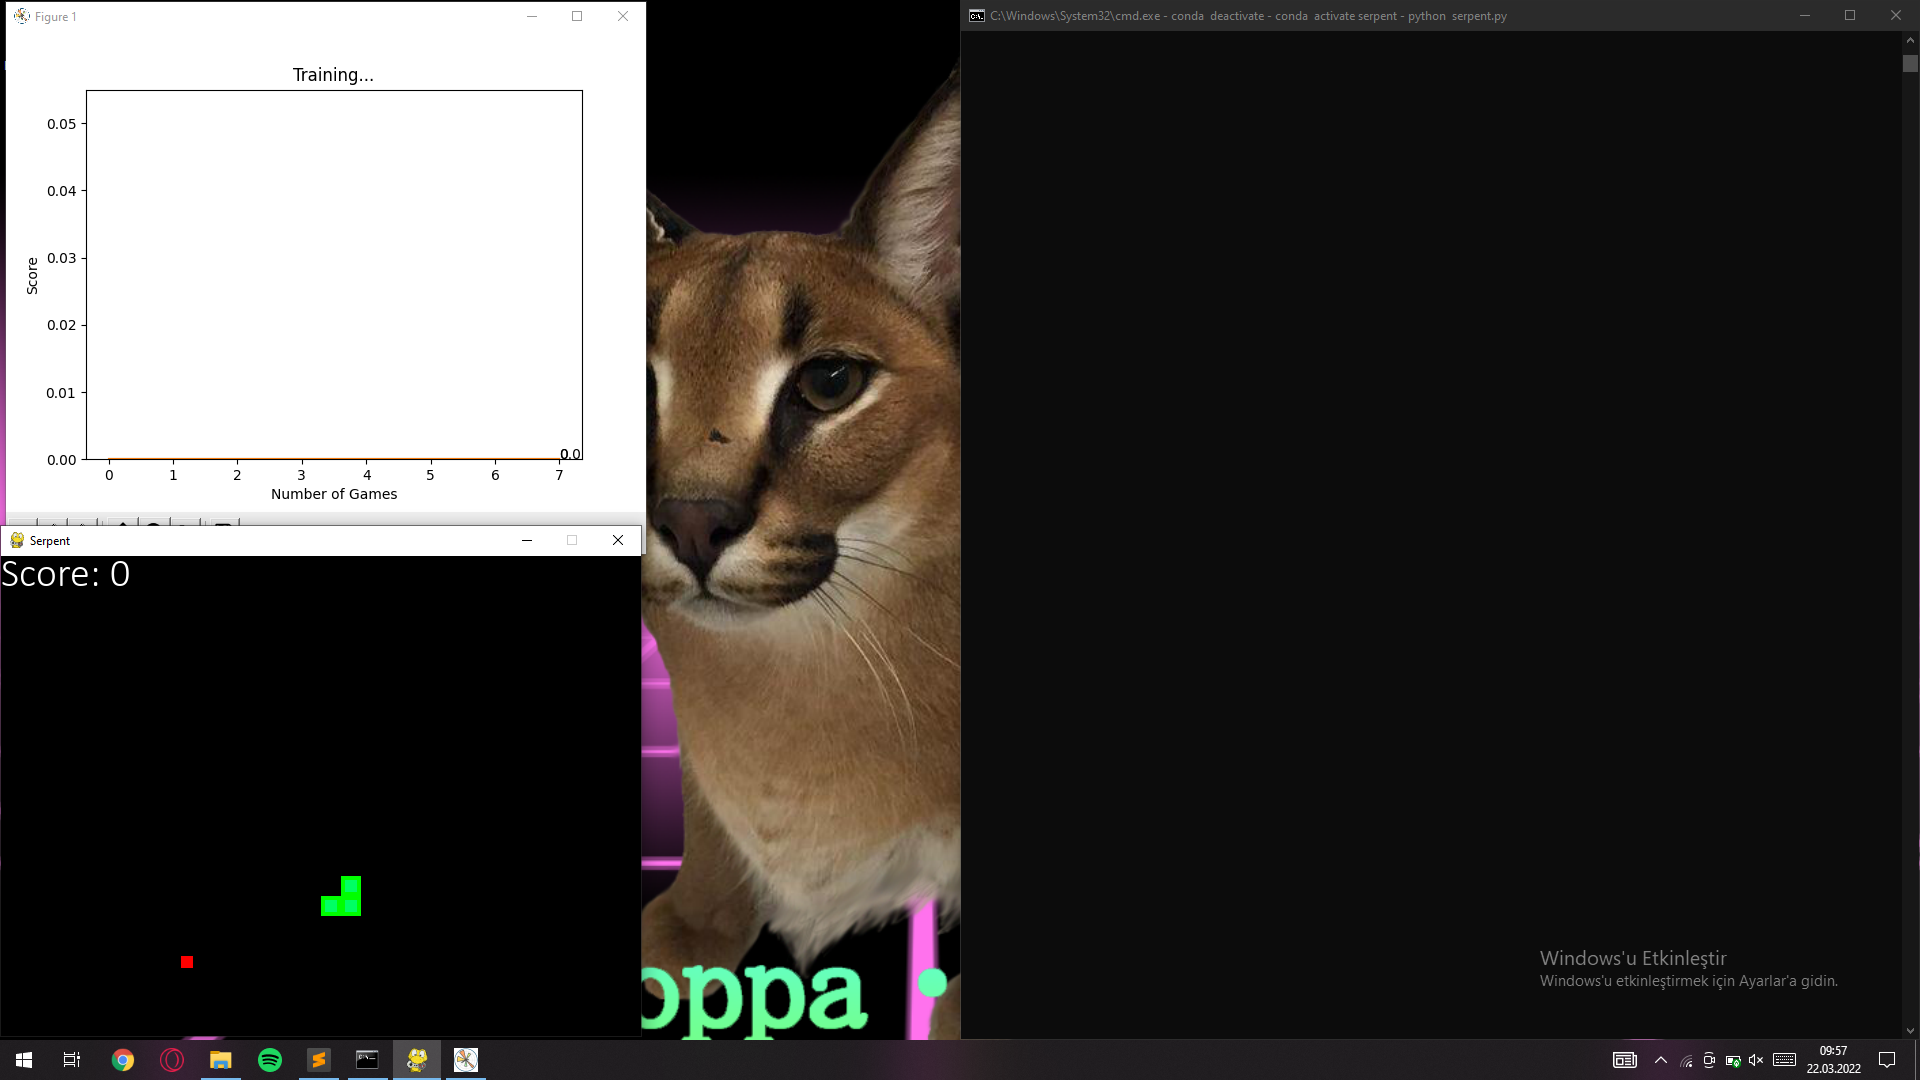 Figure 1
Training...
0.05
0.04
0.03
0.02
0.01
0.00
Score
0.0
0 1 2 3 4 5 6 7
Number of Games
Serpent
Score: 0
C:\Windows\System32\cmd.exe - conda  deactivate - conda  activate serpent - python  serpent.py
oppa
Windows'u Etkinleştir
Windows'u etkinleştirmek için Ayarlar'a gidin.
09:57
22.03.2022